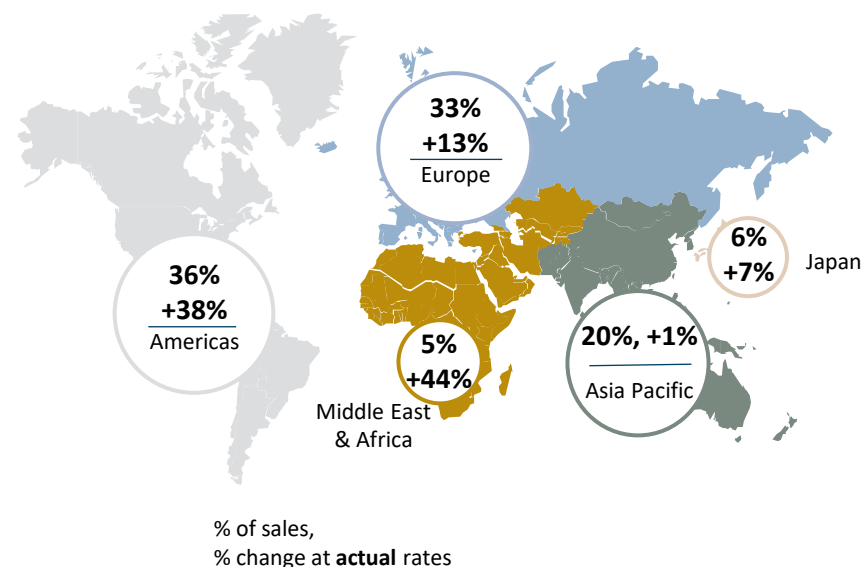 33%
+13%
Europe
36%
+38%
Americas
5%
+44%
Middle East
& Africa
20%, +1%
Asia Pacific
6%
+7%
Japan
% of sales,
% change at actual rates